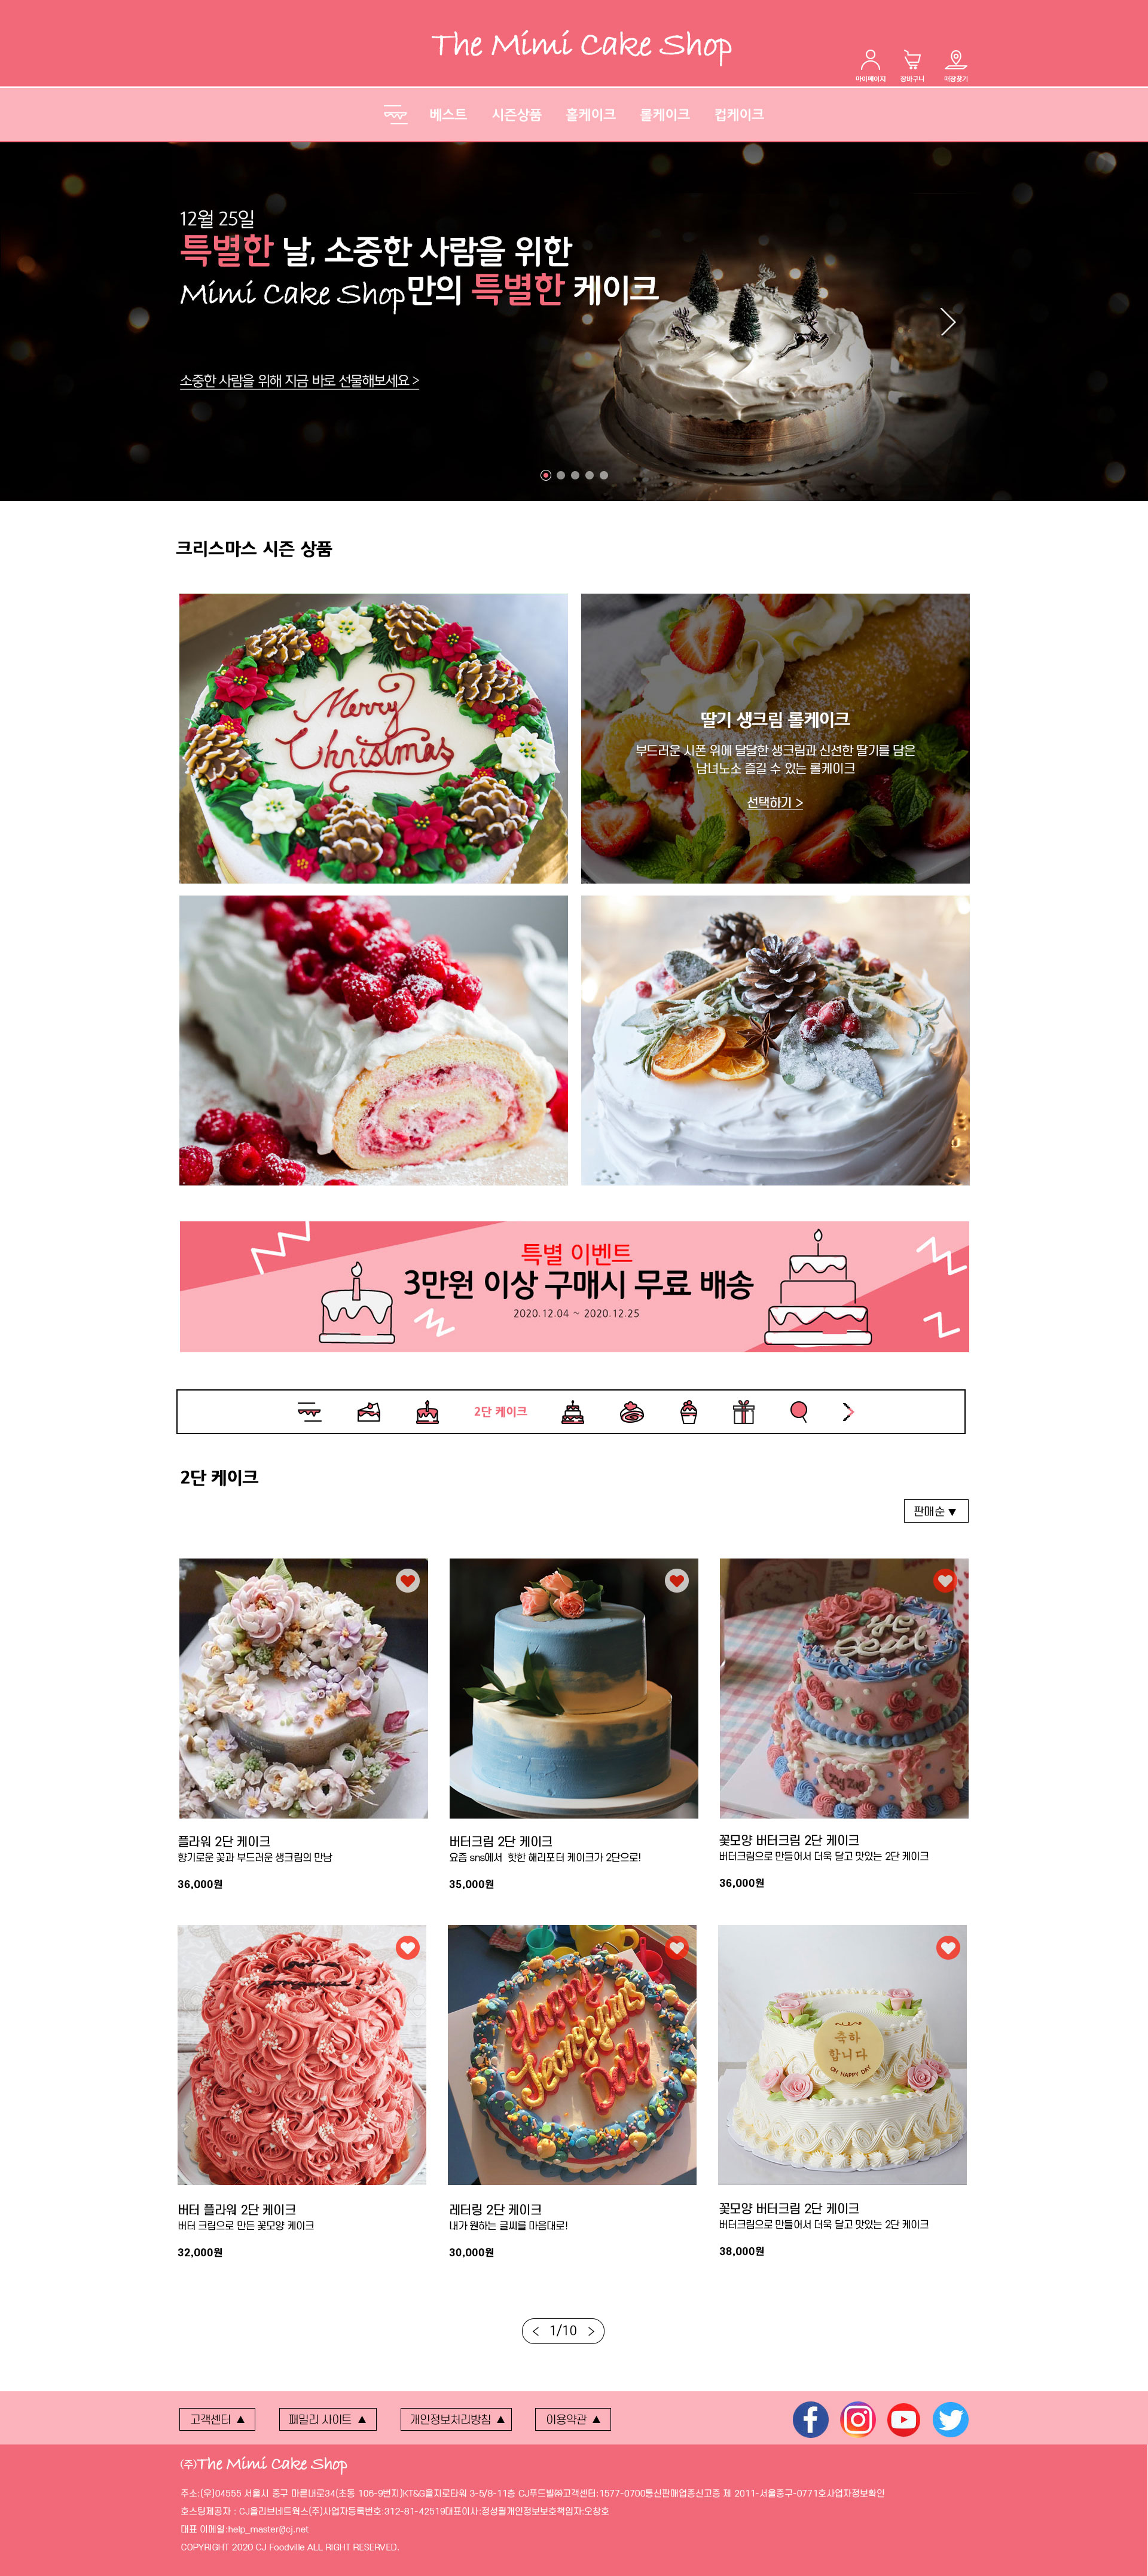 The Mimi Cake Shop
마이페이지 장바구니 매장찾기
베스트 시즌상품 홀케이크 롤케이크 컵케이크
12월 25일
특별한 날, 소중한 사람을 위한
Mimi Cake Shop만의 특별한 케이크
소중한 사람을 위해 지금 바로 선물해보세요 >
크리스마스 시즌 상품
Merry
Christmas
딸기 생크림 롤케이크
부드러운 시폰 위에 달달한 생크림과 신선한 딸기를 담은
남녀노소 즐길 수 있는 롤케이크
선택하기 >
특별 이벤트
3만원 이상 구매시 무료 배송
2020.12.04 ~ 2020.12.25
2단 케이크
2단 케이크
판매순 ▼
플라워 2단 케이크
향기로운 꽃과 부드러운 생크림의 만남
36,000원
버터크림 2단 케이크
요즘 sns에서 핫한 해리포터 케이크가 2단으로!
35,000원
꽃모양 버터크림 2단 케이크
버터크림으로 만들어서 더욱 달고 맛있는 2단 케이크
36,000원
Happy
Jeongyun's
Day
축하
합니다
OH HAPPY DAY
버터 플라워 2단 케이크
버터 크림으로 만든 꽃모양 케이크
32,000원
레터링 2단 케이크
내가 원하는 글씨를 마음대로!
30,000원
꽃모양 버터크림 2단 케이크
버터크림으로 만들어서 더욱 달고 맛있는 2단 케이크
38,000원
< 1/10 >
고객센터 ▲ 패밀리 사이트 ▲ 개인정보처리방침 ▲ 이용약관 ▲
(주)The Mimi Cake Shop
주소:(우)04555 서울시 중구 마른내로34(초동 106-9번지)KT&G을지로타워 3-5/8-11층 CJ푸드빌㈜고객센터:1577-0700통신판매업종신고증 제 2011-서울중구-0771호사업자정보확인
호스팅제공자 : CJ올리브네트웍스(주)사업자등록번호:312-81-42519대표이사:정성필개인정보보호책임자:오창호
대표 이메일:help_master@cj.net
COPYRIGHT 2020 CJ Foodville ALL RIGHT RESERVED.